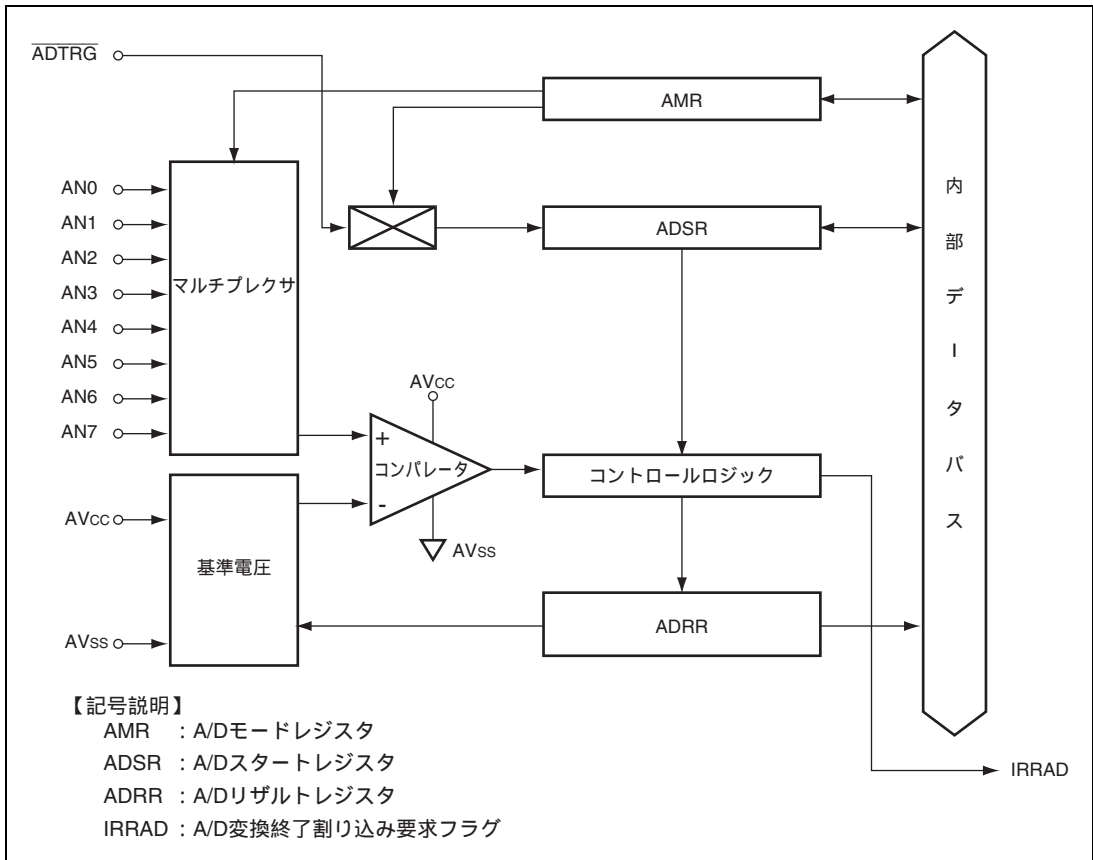 ADTRG
AMR
AN0
AN1
AN2
AN3
AN4
AN5
AN6
AN7
マルチプレクサ
ADSR
内部データバス
AVCC
+
コンパレータ
-
AVSS
コントロールロジック
AVCC
基準電圧
AVSS
ADRR
IRRAD
【記号説明】
AMR :A/Dモードレジスタ
ADSR :A/Dスタートレジスタ
ADRR :A/Dリザルトレジスタ
IRRAD :A/D変換終了割り込み要求フラグ